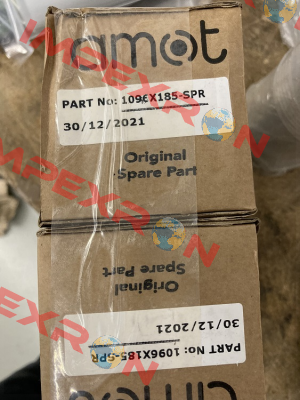 amot
PART No: 1096X185-SPR
30/12/2021
Original
Spare Part
IMPEXRON
Original
Spare Part
30/12/2021
PART No: 1096X185-SPR
amot